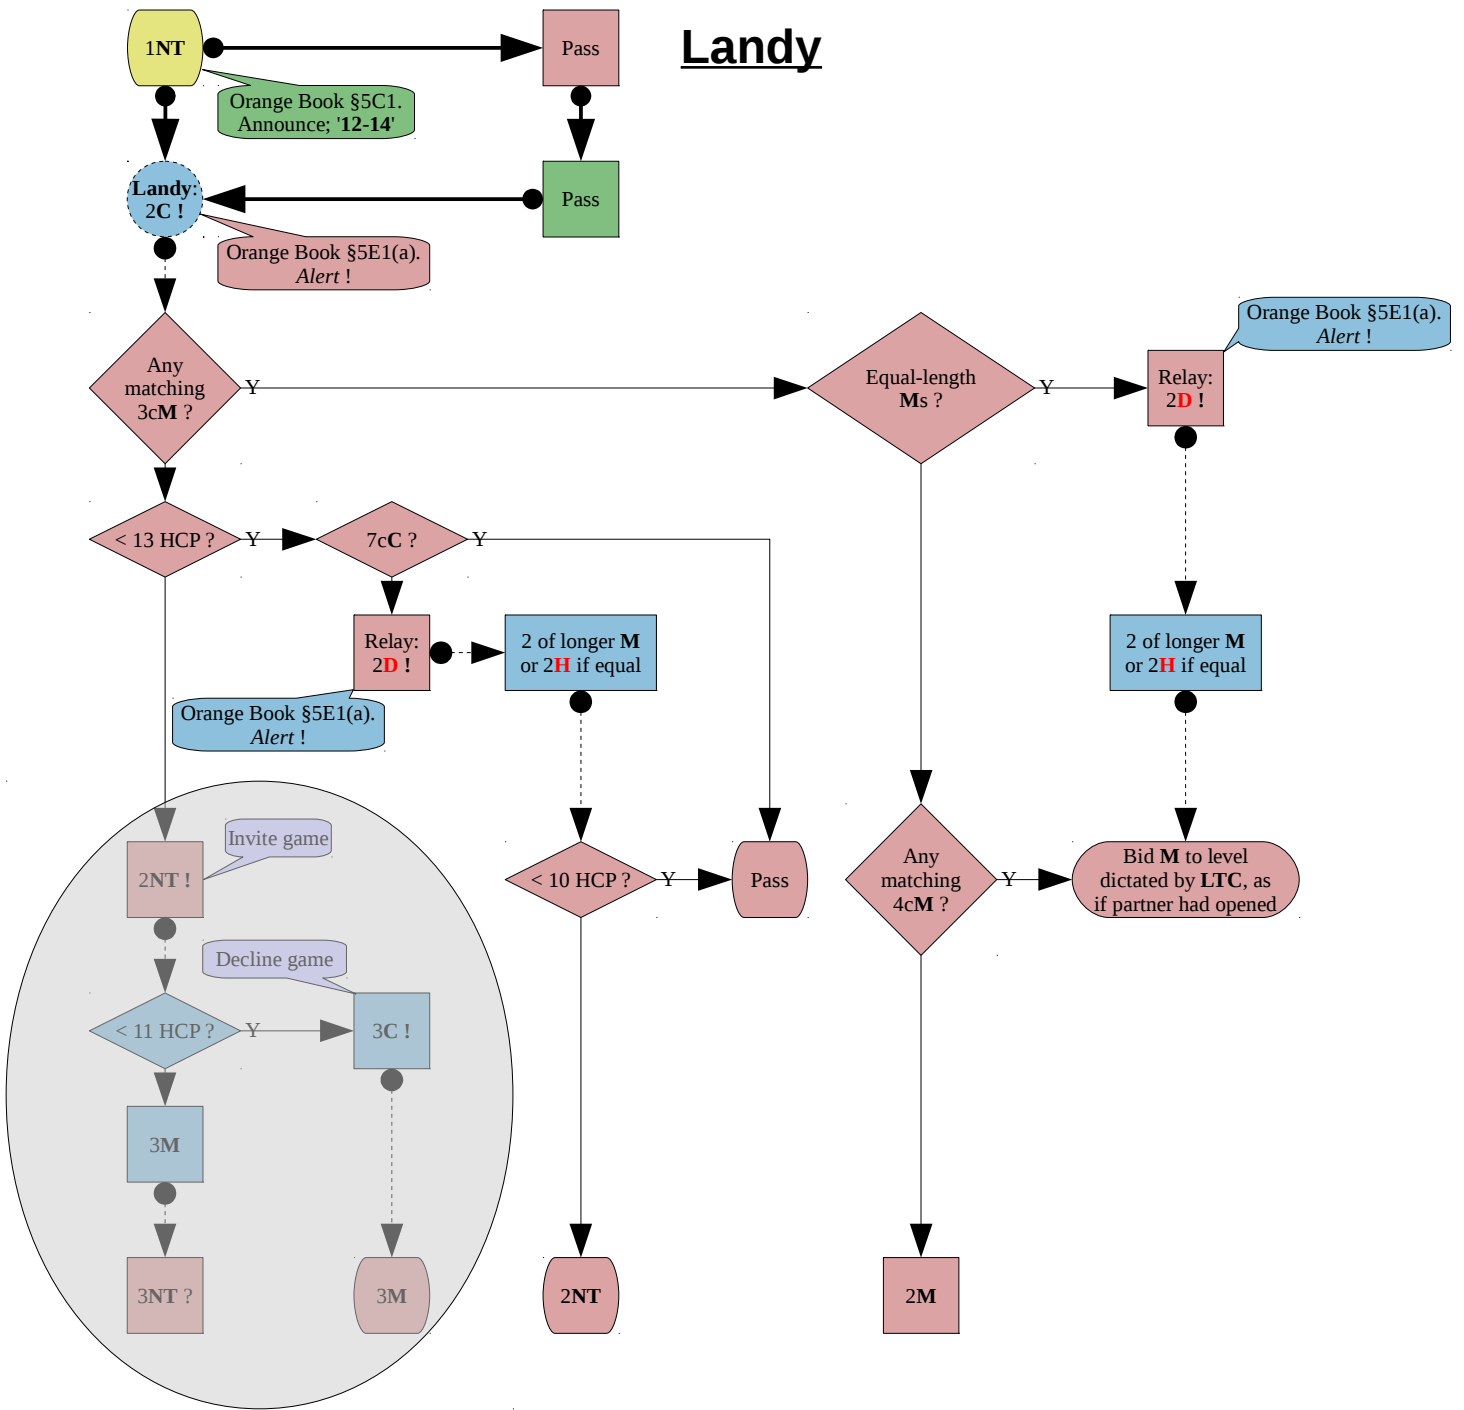 Landy
1NT
Pass
Orange Book §5C1.
Announce; '12-14'
Landy:
2C !
Pass
Orange Book §5E1(a).
Alert !
Orange Book §5E1(a).
Alert !
Any
matching
3cM ?
Y
Equal-length
Ms ?
Y
Relay:
2D !
< 13 HCP ?
Y
7cC ?
Y
Relay:
2D !
2 of longer M
or 2H if equal
2 of longer M
or 2H if equal
Orange Book §5E1(a).
Alert !
Invite game
2NT !
< 10 HCP ?
Y
Pass
Any
matching
4cM ?
Y
Bid M to level
dictated by LTC, as
if partner had opened
Decline game
< 11 HCP ?
Y
3C !
3M
3NT ?
3M
2NT
2M